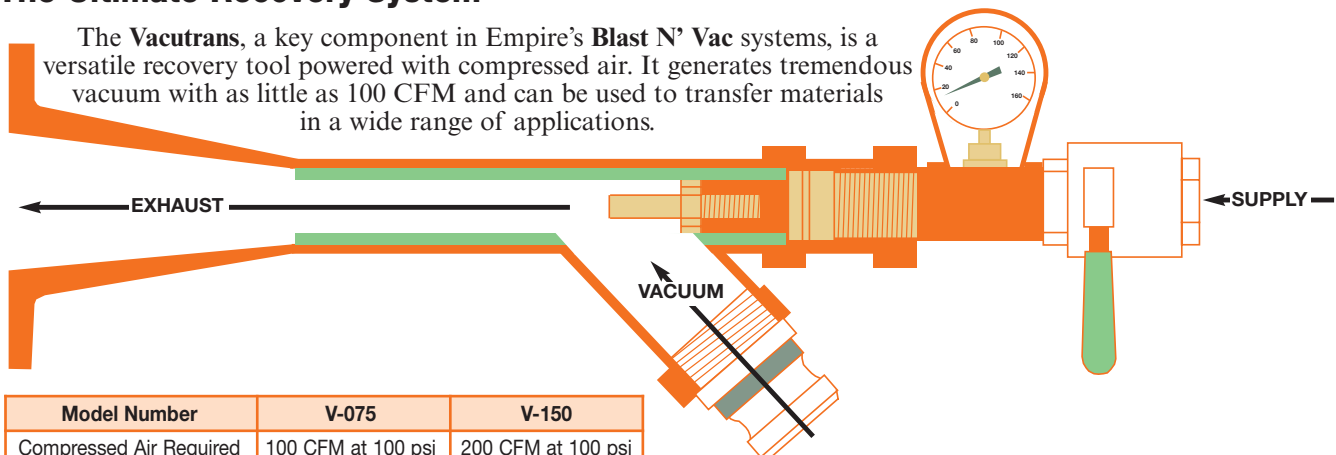 The Ultimate Recovery System
The Vacutrans, a key component in Empire's Blast N' Vac systems, is a
versatile recovery tool powered with compressed air. It generates tremendous
vacuum with as little as 100 CFM and can be used to transfer materials
in a wide range of applications.
0
20
40
60
80
100
120
140
160
EXHAUST
SUPPLY
VACUUM
Model Number V-075 V-150
Compressed Air Required 100 CFM at 100 psi 200 CFM at 100 psi